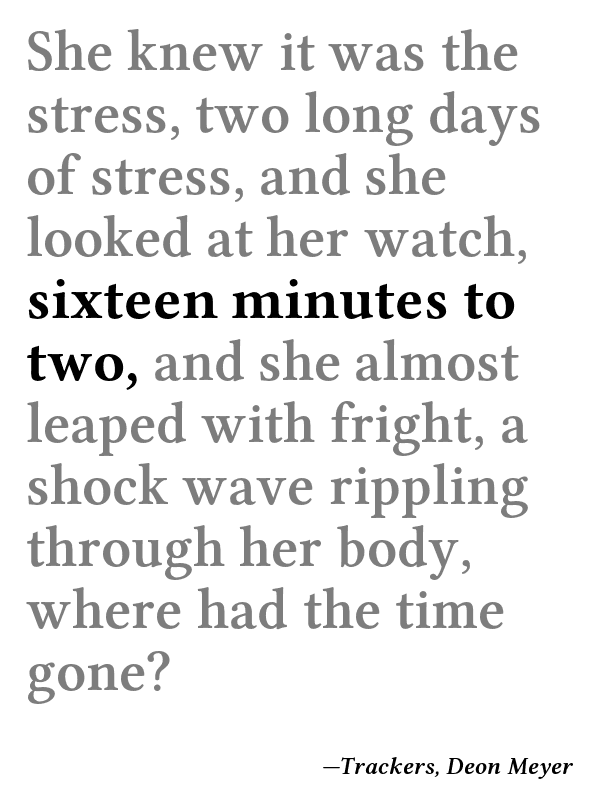 She knew it was the
stress, two long days
of stress, and she
looked at her watch,
sixteen minutes to
two, and she almost
leaped with fright, a
shock wave rippling
through her body,
where had the time
gone?
—Trackers, Deon Meyer